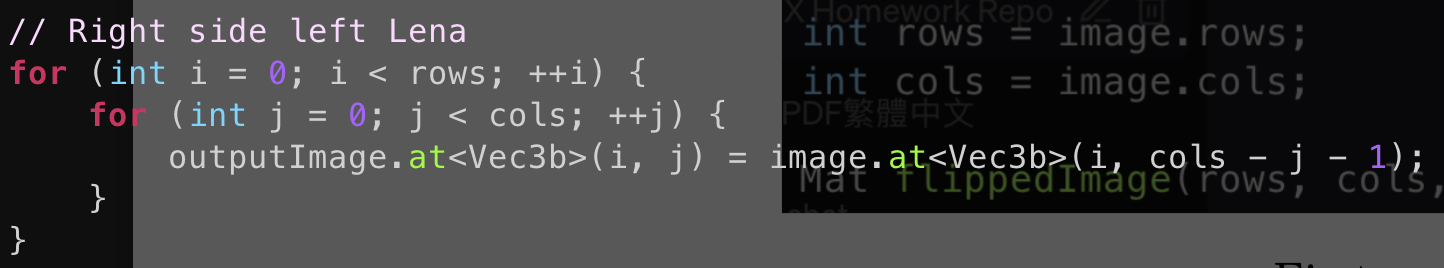 // Right side left Lena
for (int i = 0; i < rows; ++i) {
    for (int j = 0; j < cols; ++j) {
        outputImage.at<Vec3b>(i, j) = image.at<Vec3b>(i, cols - j - 1);
    }
}
X Homework Repo
int rows = image.rows;
int cols = image.cols;
PDF繁體中文
Mat flippedImage(rows, cols,